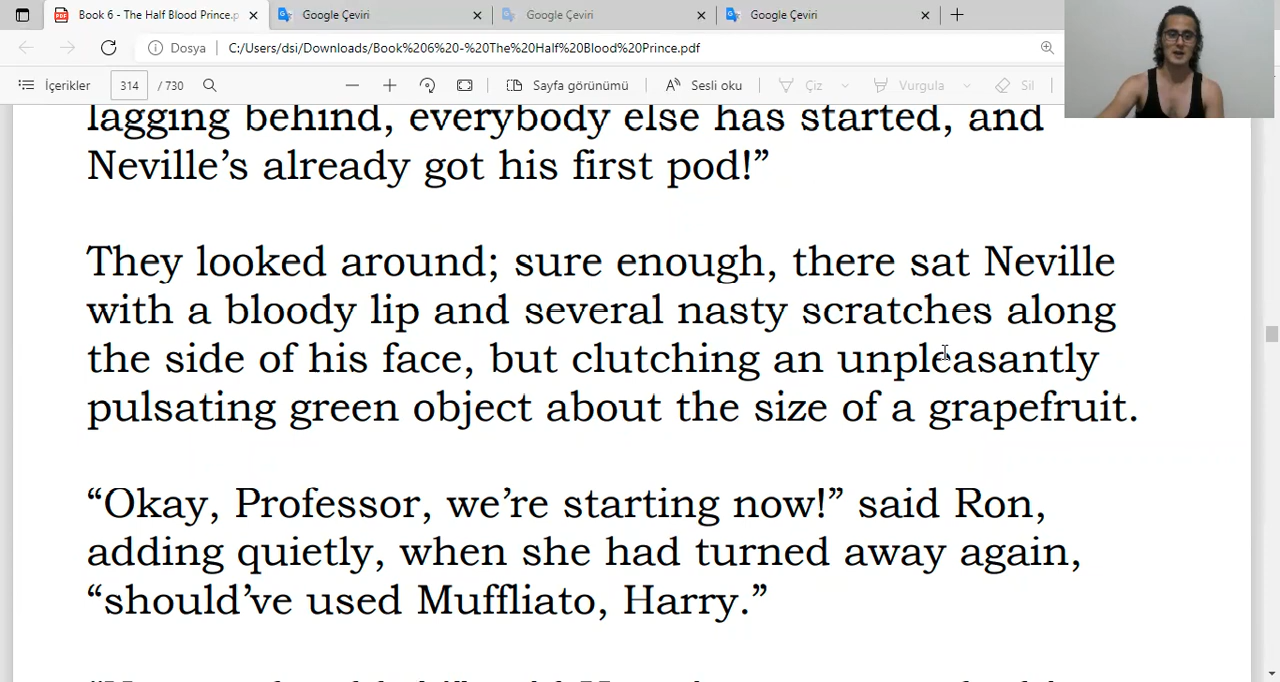 Book 6 - The Half Blood Prince.p
Google Çeviri
Google Çeviri
Google Çeviri
Dosya
C:/Users/dsi/Downloads/Book%206%20-%20The%20Half%20Blood%20Prince.pdf
İçerikler
314
/ 730
Sayfa görünümü
Sesli oku
Çiz
Vurgula
Sil
lagging behind, everybody else has started, and
Neville’s already got his first pod!”
They looked around; sure enough, there sat Neville
with a bloody lip and several nasty scratches along
the side of his face, but clutching an unpleasantly
pulsating green object about the size of a grapefruit.
“Okay, Professor, we’re starting now!” said Ron,
adding quietly, when she had turned away again,
“should’ve used Muffliato, Harry.”